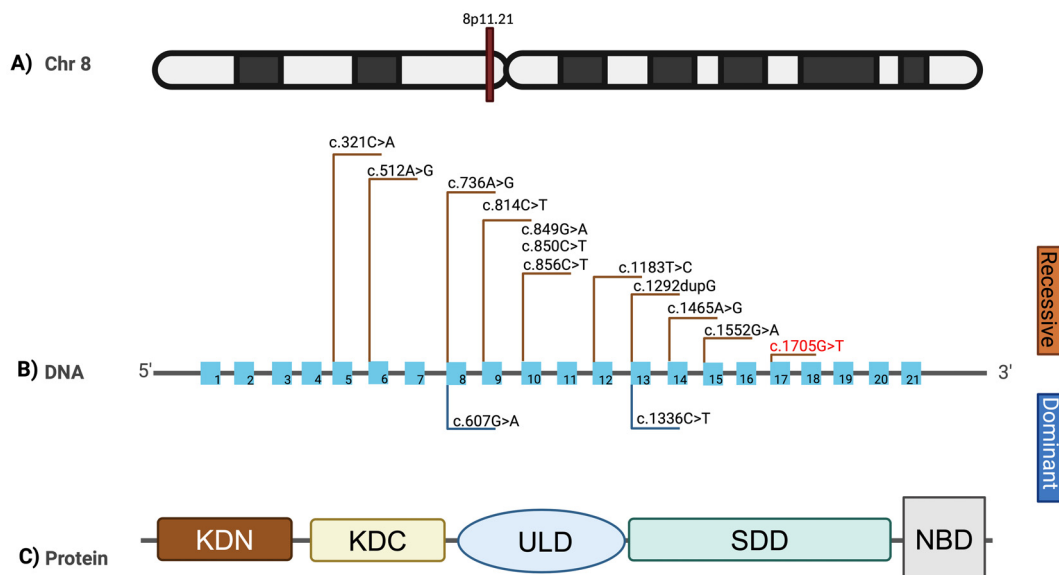 8p11.21
A) Chr 8
c.321C>A
c.512A>G
c.736A>G
c.814C>T
c.849G>A
c.850C>T
c.856C>T
c.1183T>C
c.1292dupG
c.1465A>G
c.1552G>A
c.1705G>T
Recessive
B) DNA 5' 1 2 3 4 5 6 7 8 9 10 11 12 13 14 15 16 17 18 19 20 21 3'
c.607G>A c.1336C>T
Dominant
C) Protein KDN KDC ULD SDD NBD